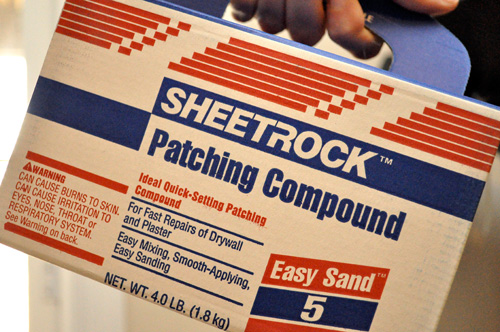 SHEETROCK™
Patching Compound
⚠WARNING
CAN CAUSE BURNS TO SKIN.
CAN CAUSE IRRITATION TO
EYES, NOSE, THROAT or
RESPIRATORY SYSTEM.
See Warning on back.
Ideal Quick-Setting Patching
Compound
For Fast Repairs of Drywall
and Plaster
Easy Mixing, Smooth-Applying,
Easy Sanding
NET. WT. 4.0 LB. (1.8 kg)
Easy Sand™
5